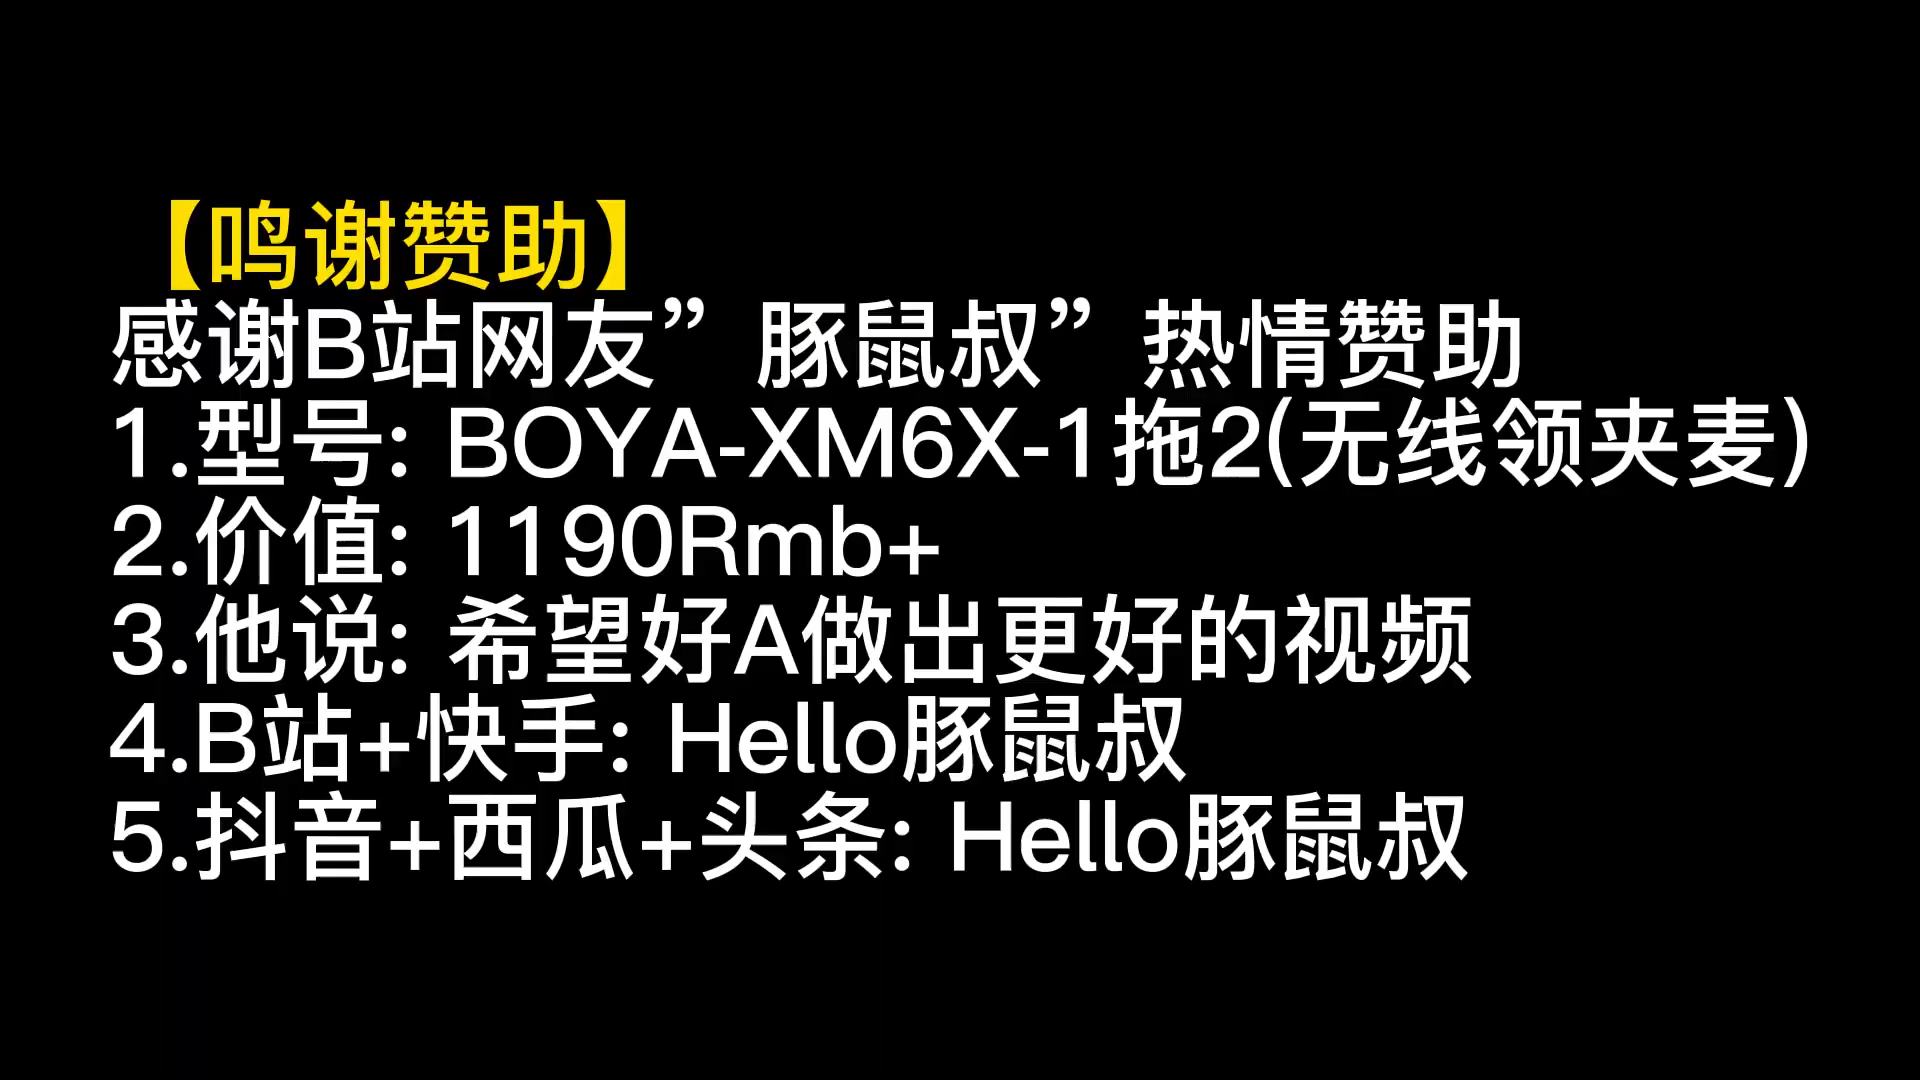 【鸣谢赞助】
感谢B站网友”豚鼠叔”热情赞助
1.型号: BOYA-XM6X-1拖2(无线领夹麦)
2.价值: 1190Rmb+
3.他说: 希望好A做出更好的视频
4.B站+快手: Hello豚鼠叔
5.抖音+西瓜+头条: Hello豚鼠叔